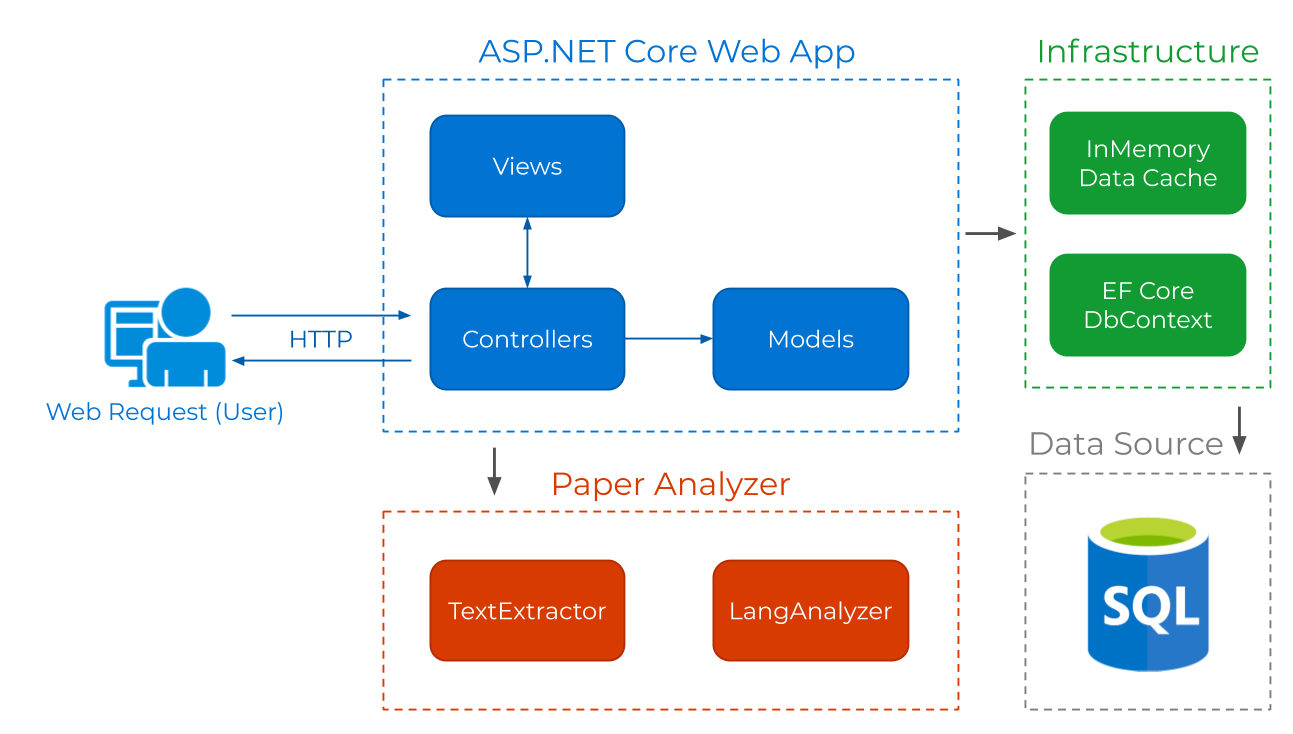 ASP.NET Core Web App
Infrastructure
Views
InMemory
Data Cache
EF Core
DbContext
HTTP
Controllers
Models
Web Request (User)
Data Source
Paper Analyzer
TextExtractor
LangAnalyzer
SQL